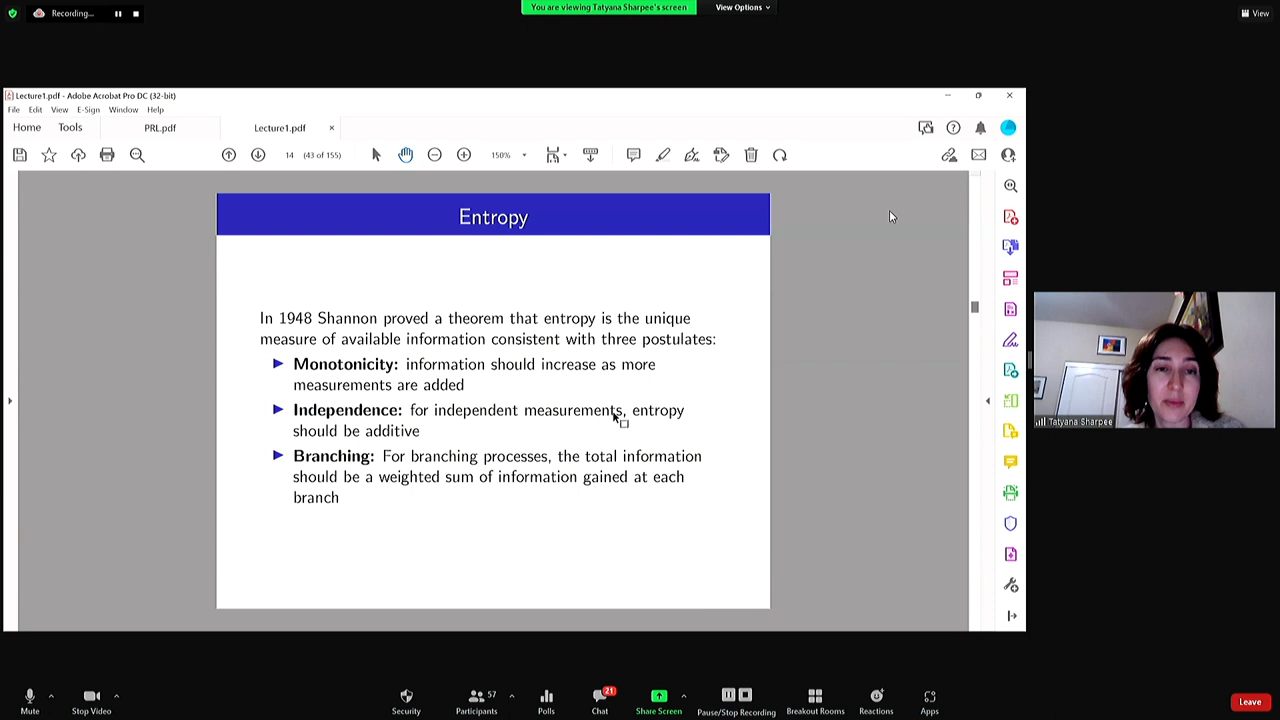 Recording...
You are viewing Tatyana Sharpee's screen
View Options
View
Lecture1.pdf - Adobe Acrobat Pro DC (32-bit)
File Edit View E-Sign Window Help
Home Tools PRL.pdf Lecture1.pdf ×
14 (43 of 155) 150%
Entropy
In 1948 Shannon proved a theorem that entropy is the unique
measure of available information consistent with three postulates:
Monotonicity: information should increase as more
measurements are added
Independence: for independent measurements, entropy
should be additive
Branching: For branching processes, the total information
should be a weighted sum of information gained at each
branch
Tatyana Sharpee
Mute
Stop Video
Security
Participants 57
Polls
Chat 21
Share Screen
Pause/Stop Recording
Breakout Rooms
Reactions
Apps
Leave